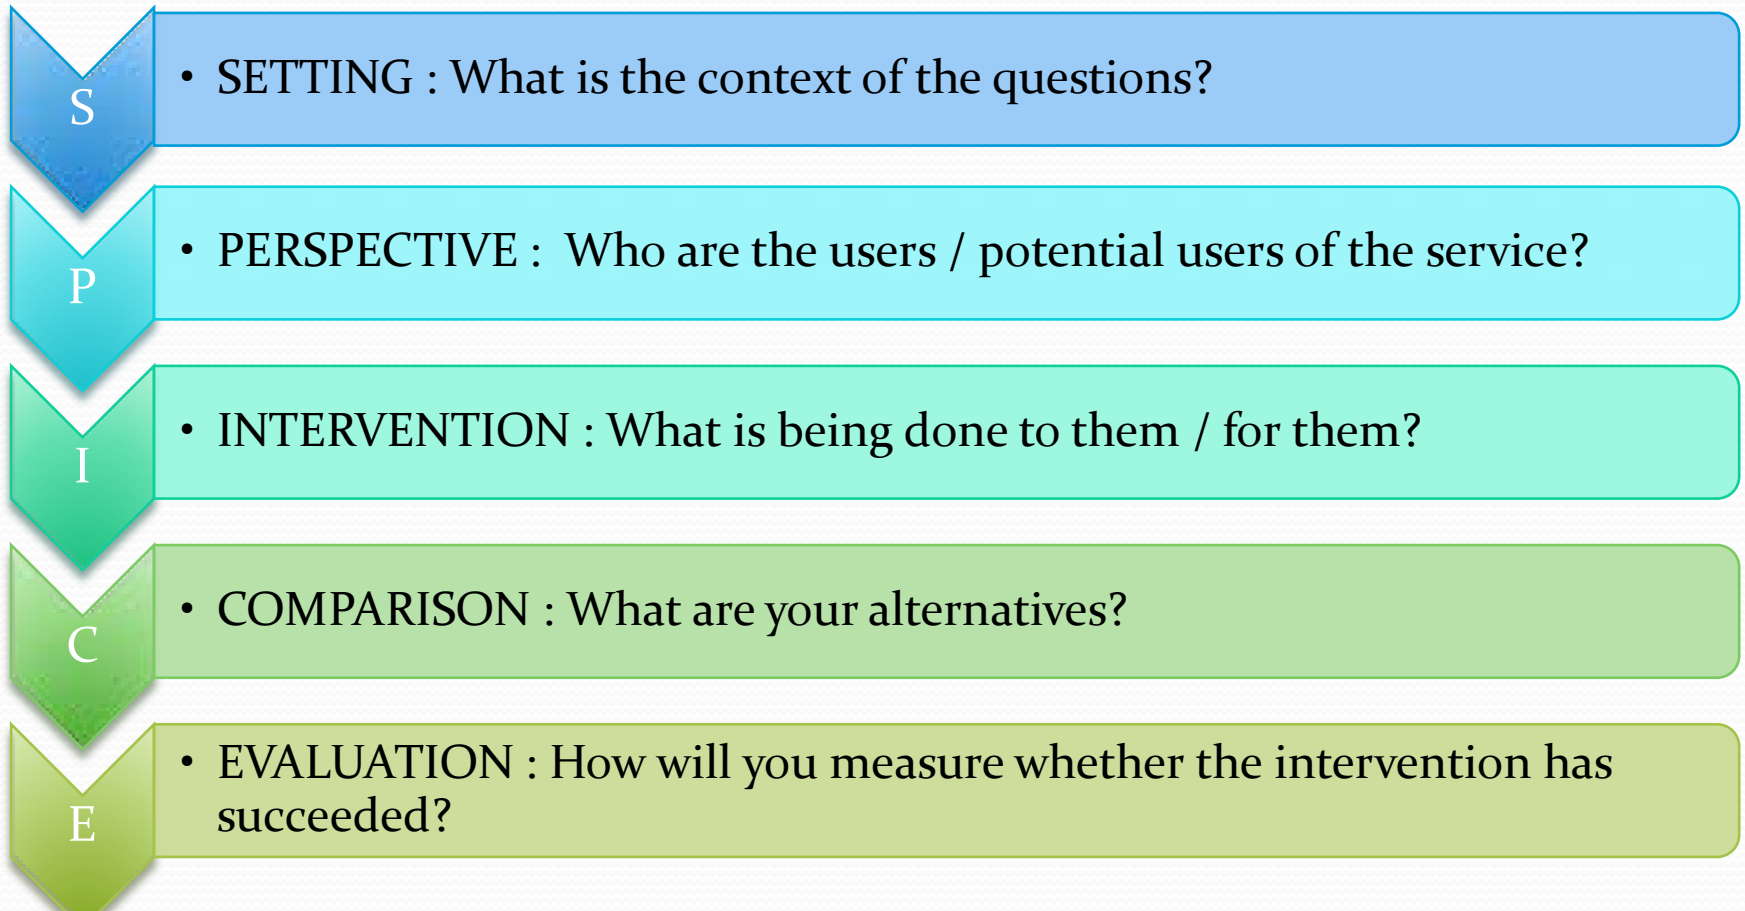 S
• SETTING : What is the context of the questions?
P
• PERSPECTIVE :  Who are the users / potential users of the service?
I
• INTERVENTION : What is being done to them / for them?
C
• COMPARISON : What are your alternatives?
E
• EVALUATION : How will you measure whether the intervention has
succeeded?